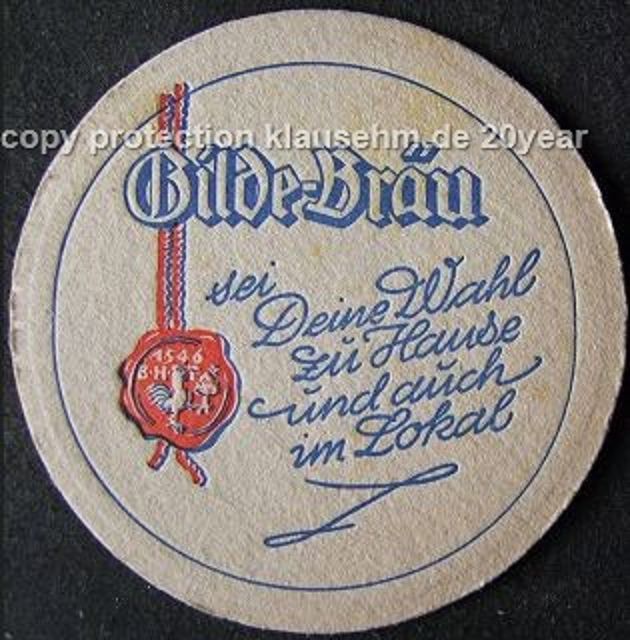 copy protection klausehm.de 20year
Gilde-Bräu
sei
Deine Wahl
zu Hause
und auch
im Lokal
1546
B·H·T·A